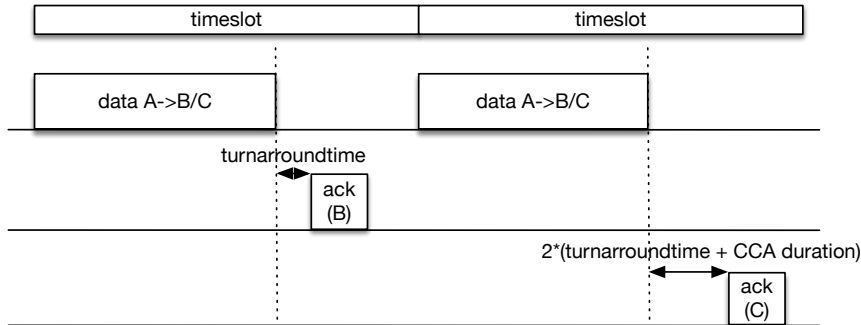 timeslot timeslot
data A->B/C data A->B/C
turnarroundtime
ack
(B)
2*(turnarroundtime + CCA duration)
ack
(C)